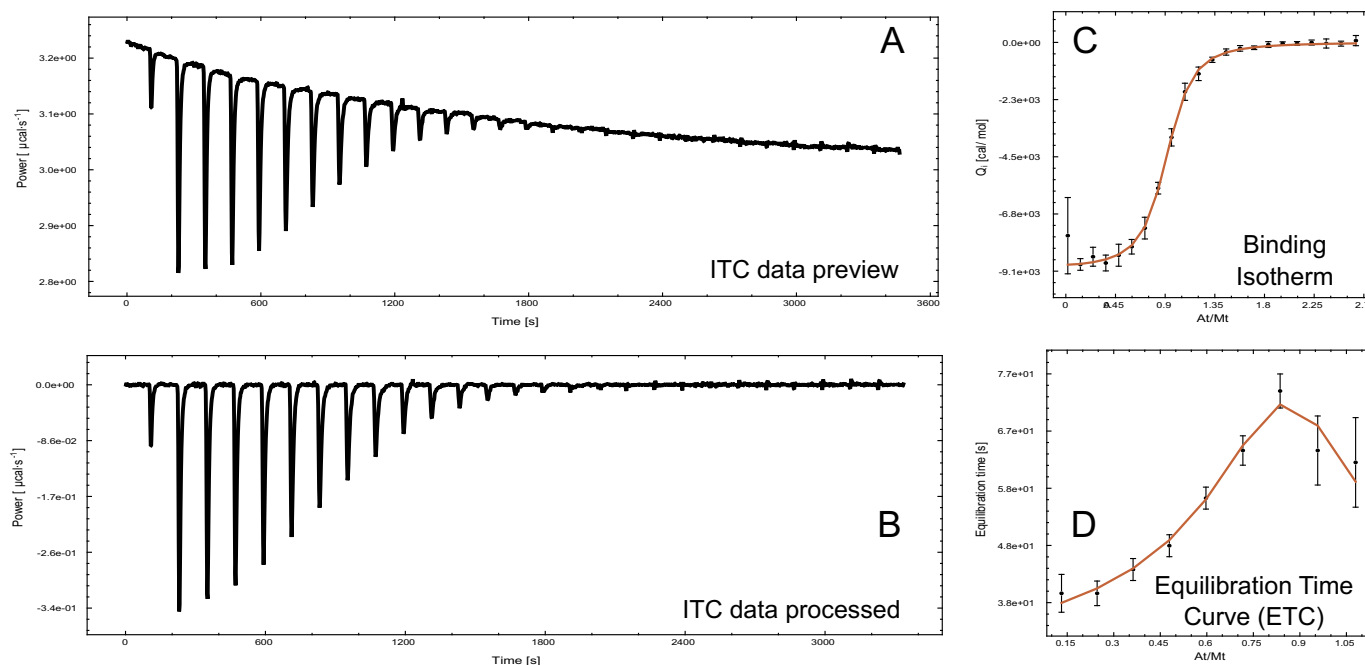 A
3.2e+00
3.1e+00
3.0e+00
2.9e+00
2.8e+00
Power [ µcal·s⁻¹]
0 600 1200 1800 2400 3000 3600
Time [s]
ITC data preview
B
0.0e+00
-8.6e-02
-1.7e-01
-2.6e-01
-3.4e-01
Power [ µcal·s⁻¹]
0 600 1200 1800 2400 3000
Time [s]
ITC data processed
C
0.0e+00
-2.3e+03
-4.5e+03
-6.8e+03
-9.1e+03
Qᵢ [cal/ mol]
0 0.45 0.9 1.35 1.8 2.25 2.7
At/Mt
Binding
Isotherm
D
7.7e+01
6.7e+01
5.8e+01
4.8e+01
3.8e+01
Equilibration time [s]
0.15 0.3 0.45 0.6 0.75 0.9 1.05
At/Mt
Equilibration Time
Curve (ETC)